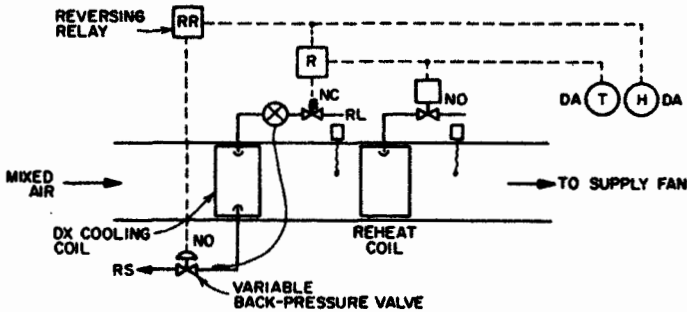 REVERSING
RELAY
RR
R
NC
RL
NO
DA T H DA
MIXED
AIR
TO SUPPLY FAN
DX COOLING
COIL
NO
REHEAT
COIL
RS
VARIABLE
BACK-PRESSURE VALVE